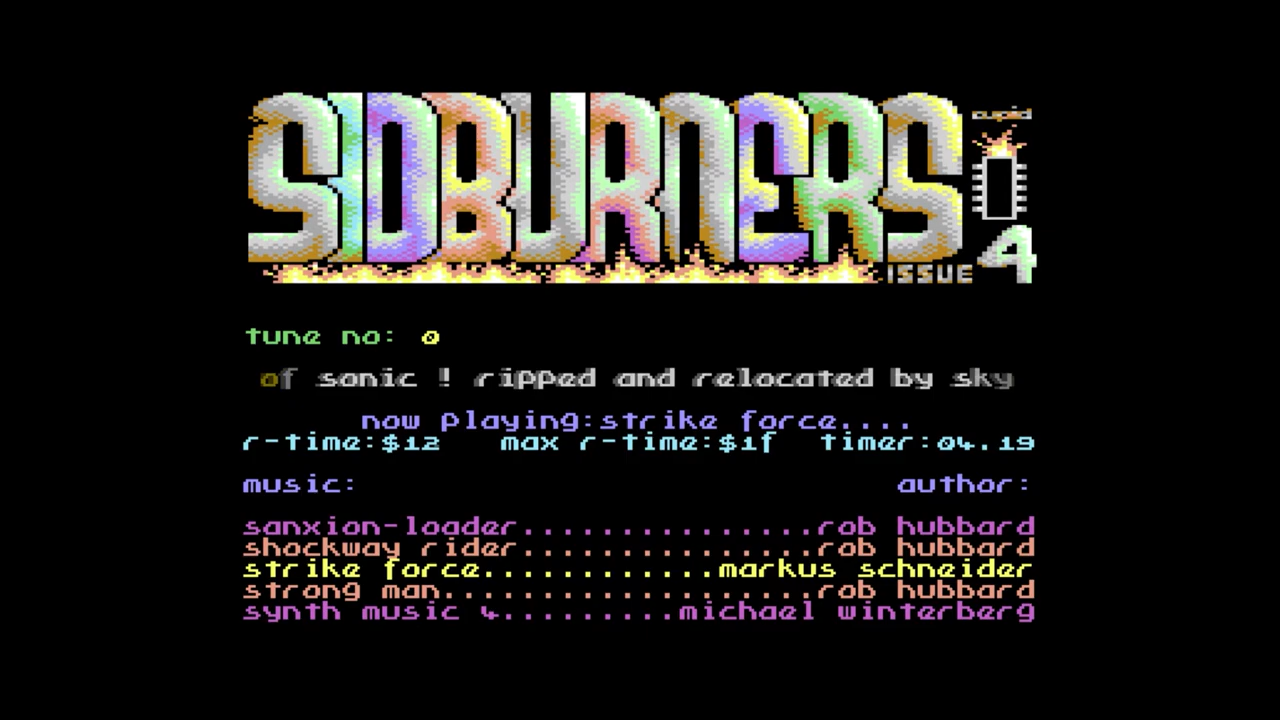 SIDBURNERS
cupid
ISSUE 4
tune no: 0
of sonic ! ripped and relocated by sky
now playing:strike force....
r-time:$12 max r-time:$1f timer:04.19
music: author:
sanxion-loader...............rob hubbard
shockway rider...............rob hubbard
strike force............markus schneider
strong man...................rob hubbard
synth music 4.........michael winterberg